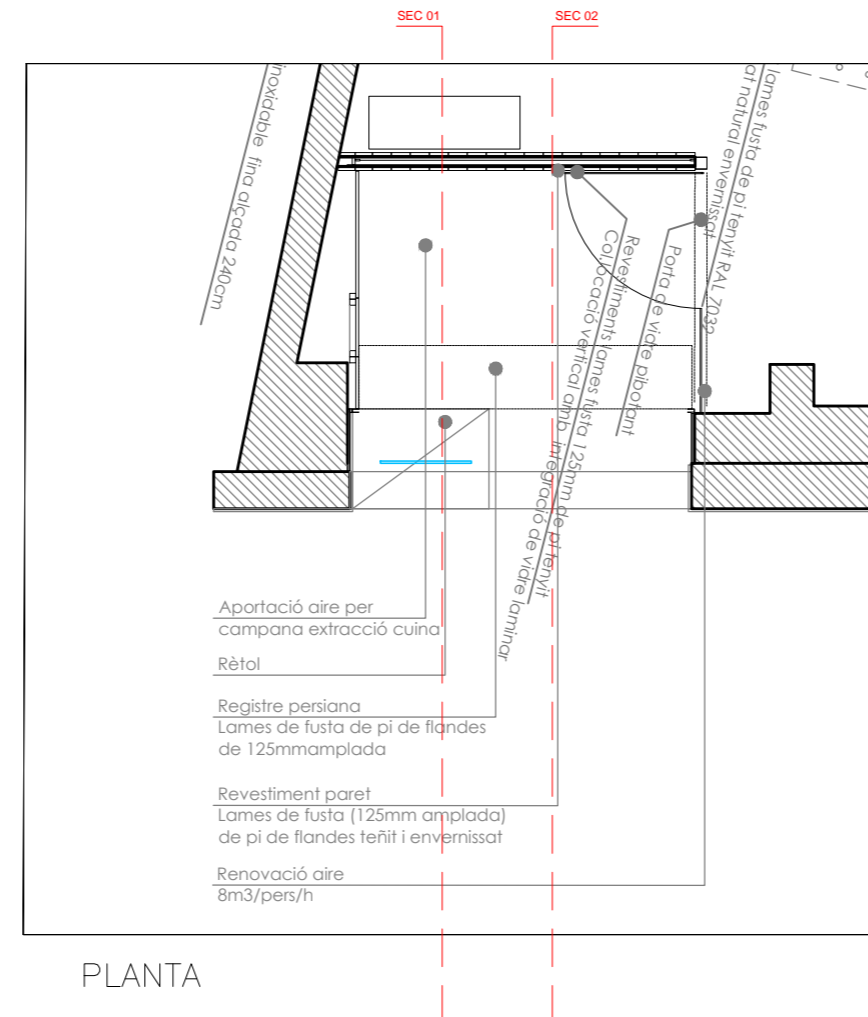 SEC 01
SEC 02
inoxidable fina alçada 240cm
lames fusta de pi tenyit RAL 7032
at natural envernissat
Porta de vidre pibotant
Revestiments lames fusta 125mm de pi tenyit
Col.locació vertical amb integració de vidre laminar
Aportació aire per
campana extracció cuina
Rètol
Registre persiana
Lames de fusta de pi de flandes
de 125mmamplada
Revestiment paret
Lames de fusta (125mm amplada)
de pi de flandes teñit i envernissat
Renovació aire
8m3/pers/h
PLANTA